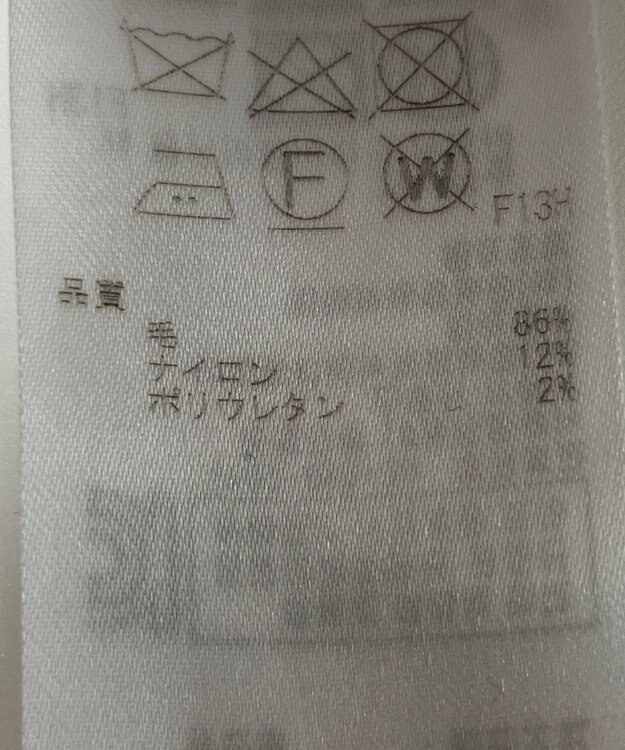 F W
F13H
品質
毛 86%
ナイロン 12%
ポリウレタン 2%